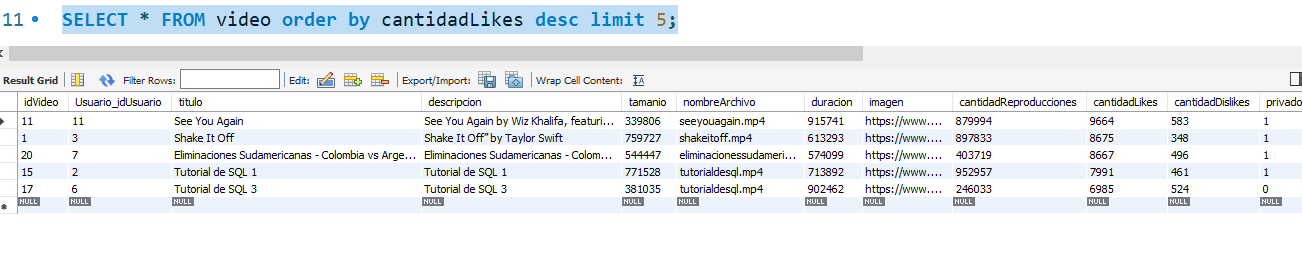 11 SELECT * FROM video order by cantidadLikes desc limit 5;
Result Grid Filter Rows: Edit: Export/Import: Wrap Cell Content: IA
idVideo Usuario_idUsuario titulo descripcion tamanio nombreArchivo duracion imagen cantidadReproducciones cantidadLikes cantidadDislikes privado
11 11 See You Again See You Again by Wiz Khalifa, featuri... 339806 seeyouagain.mp4 915741 https://www.... 879994 9664 583 1
1 3 Shake It Off Shake It Off” by Taylor Swift 759727 shakeitoff.mp4 613293 https://www.... 897833 8675 348 1
20 7 Eliminaciones Sudamericanas - Colombia vs Arge... Eliminaciones Sudamericanas - Colom... 544447 eliminacionessudameri... 574099 https://www.... 403719 8667 496 1
15 2 Tutorial de SQL 1 Tutorial de SQL 1 771528 tutorialdesql.mp4 713892 https://www.... 952957 7991 461 1
17 6 Tutorial de SQL 3 Tutorial de SQL 3 381035 tutorialdesql.mp4 902462 https://www.... 246033 6985 524 0
NULL NULL NULL NULL NULL NULL NULL NULL NULL NULL NULL NULL